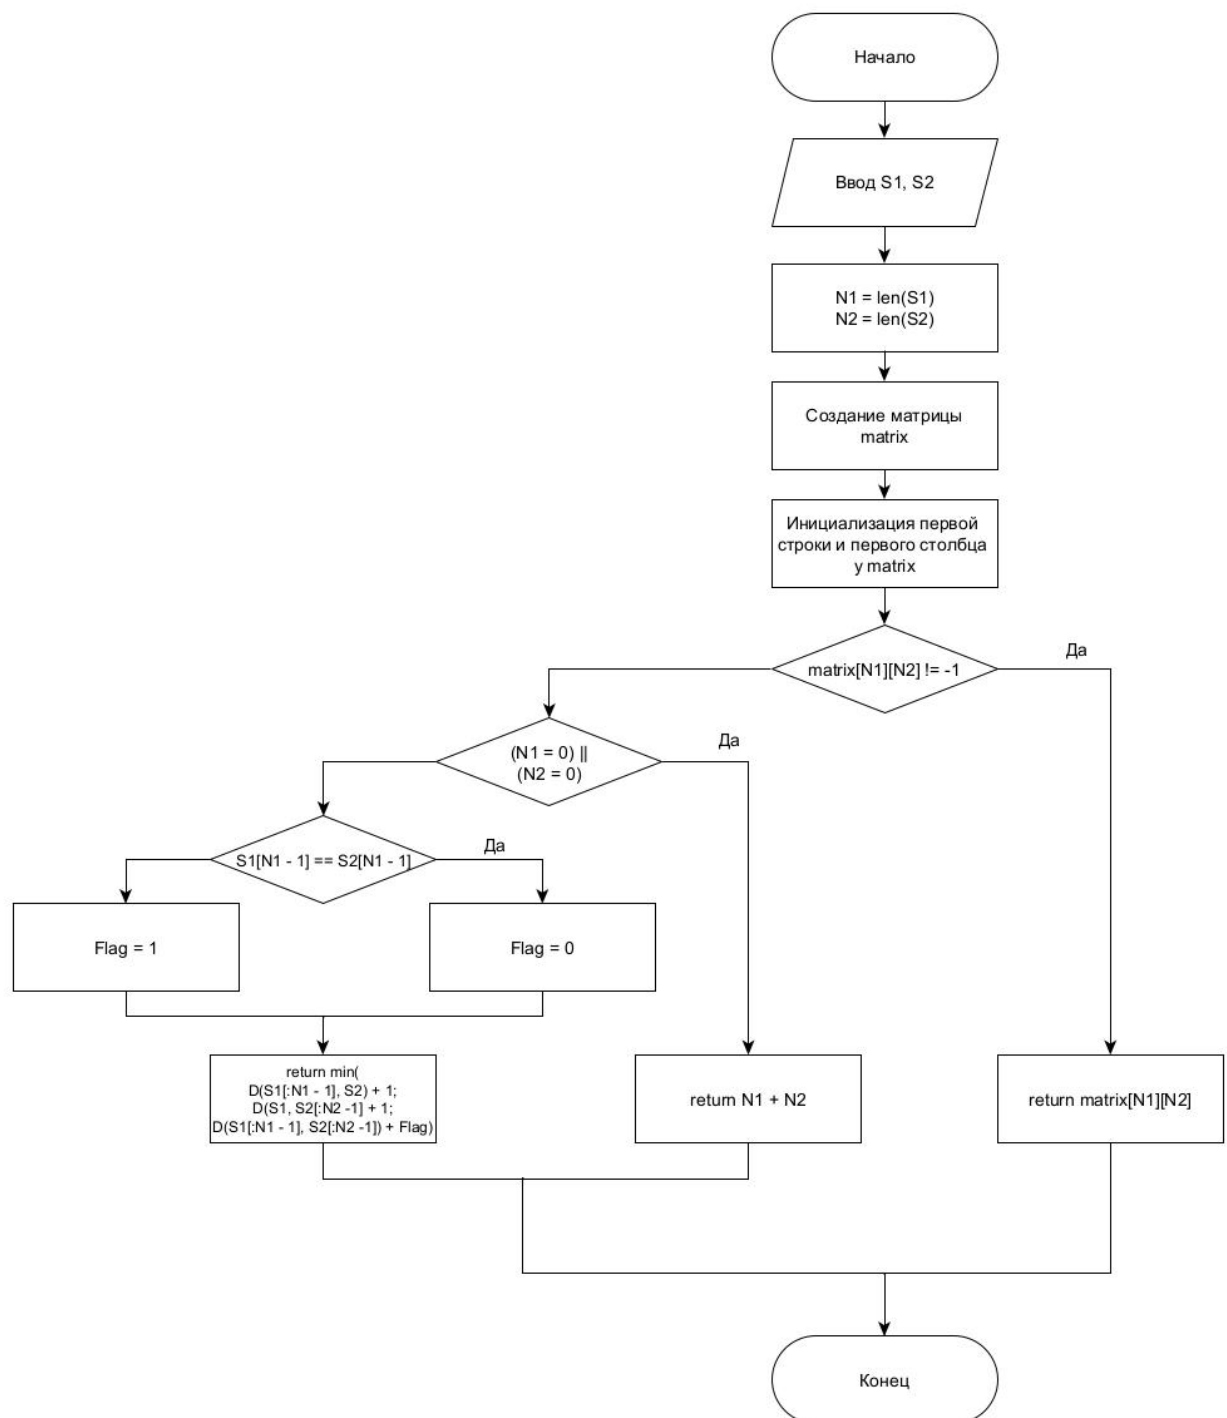 Начало
Ввод S1, S2
N1 = len(S1)
N2 = len(S2)
Создание матрицы
matrix
Инициализация первой
строки и первого столбца
у matrix
matrix[N1][N2] != -1
Да
(N1 = 0) ||
(N2 = 0)
Да
S1[N1 - 1] == S2[N1 - 1]
Да
Flag = 1
Flag = 0
return min(
D(S1[:N1 - 1], S2) + 1;
D(S1, S2[:N2 -1] + 1;
D(S1[:N1 - 1], S2[:N2 -1]) + Flag)
return N1 + N2
return matrix[N1][N2]
Конец